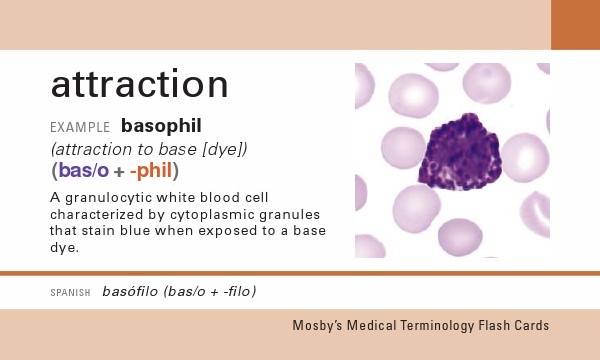 attraction
EXAMPLE basophil
(attraction to base [dye])
(bas/o + -phil)
A granulocytic white blood cell
characterized by cytoplasmic granules
that stain blue when exposed to a base
dye.
SPANISH basófilo (bas/o + -filo)
Mosby's Medical Terminology Flash Cards